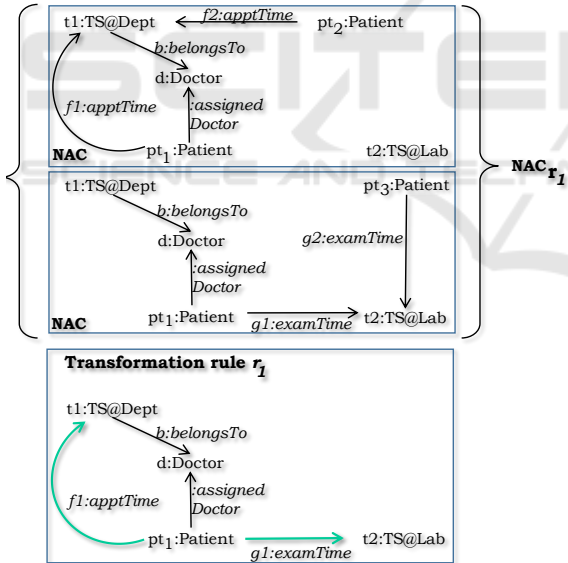 t1:TS@Dept f2:apptTime pt2:Patient
b:belongsTo
d:Doctor
f1:apptTime :assigned
Doctor
NAC pt1:Patient t2:TS@Lab
NAC r1
t1:TS@Dept pt3:Patient
b:belongsTo
d:Doctor g2:examTime
:assigned
Doctor
pt1:Patient g1:examTime t2:TS@Lab
NAC
Transformation rule r1
t1:TS@Dept
b:belongsTo
d:Doctor
f1:apptTime :assigned
Doctor
pt1:Patient g1:examTime t2:TS@Lab